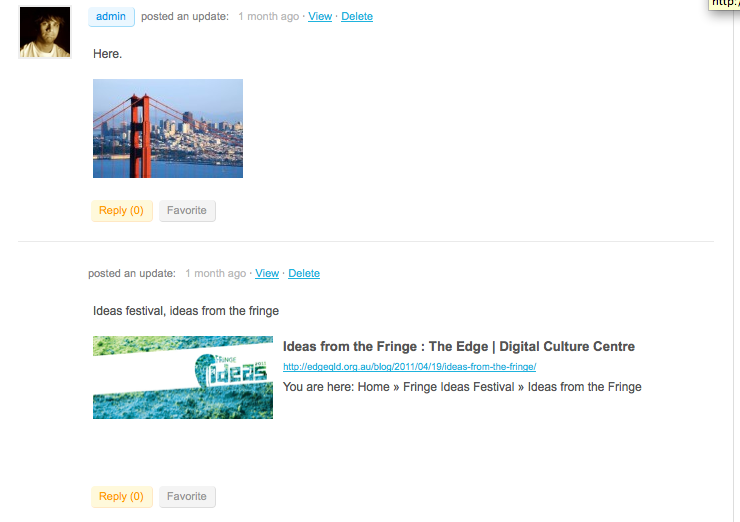 http:/
admin posted an update: 1 month ago · View · Delete
Here.
Reply (0) Favorite
posted an update: 1 month ago · View · Delete
Ideas festival, ideas from the fringe
FRINGE
ideas
Ideas from the Fringe : The Edge | Digital Culture Centre
http://edgeqld.org.au/blog/2011/04/19/ideas-from-the-fringe/
You are here: Home » Fringe Ideas Festival » Ideas from the Fringe
Reply (0) Favorite